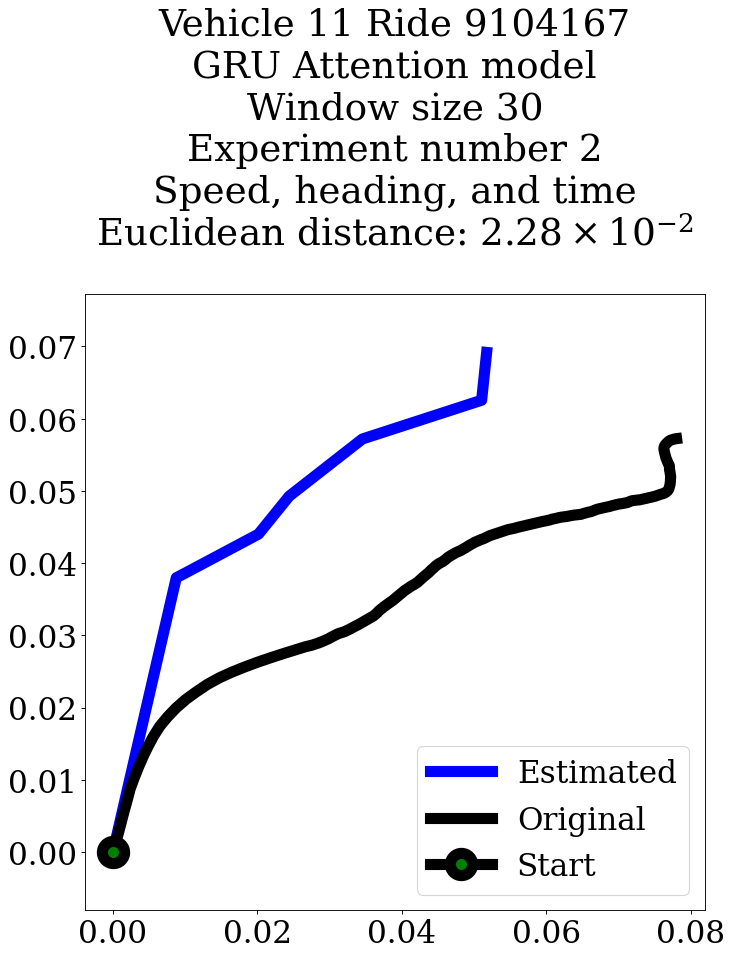 Vehicle 11 Ride 9104167
GRU Attention model
Window size 30
Experiment number 2
Speed, heading, and time
Euclidean distance: 2.28 × 10⁻²
0.07
0.06
0.05
0.04
0.03
0.02
0.01
0.00
Estimated
Original
Start
0.00 0.02 0.04 0.06 0.08